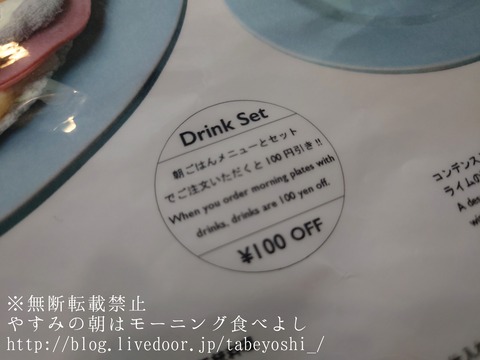 Drink Set
朝ごはんメニューとセット
でご注文いただくと100円引き!!
When you order morning plates with
drinks, drinks are 100 yen off.
¥100 OFF
コンデンス
ライムの
A des
※無断転載禁止
やすみの朝はモーニング食べよし
http://blog.livedoor.jp/tabeyoshi_/